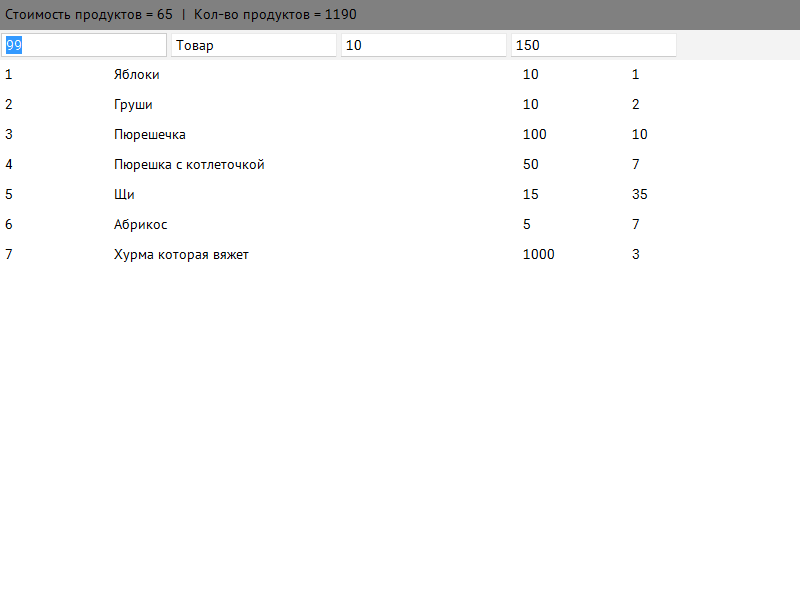 Стоимость продуктов = 65 | Кол-во продуктов = 1190
99 Товар 10 150
1 Яблоки 10 1
2 Груши 10 2
3 Пюрешечка 100 10
4 Пюрешка с котлеточкой 50 7
5 Щи 15 35
6 Абрикос 5 7
7 Хурма которая вяжет 1000 3